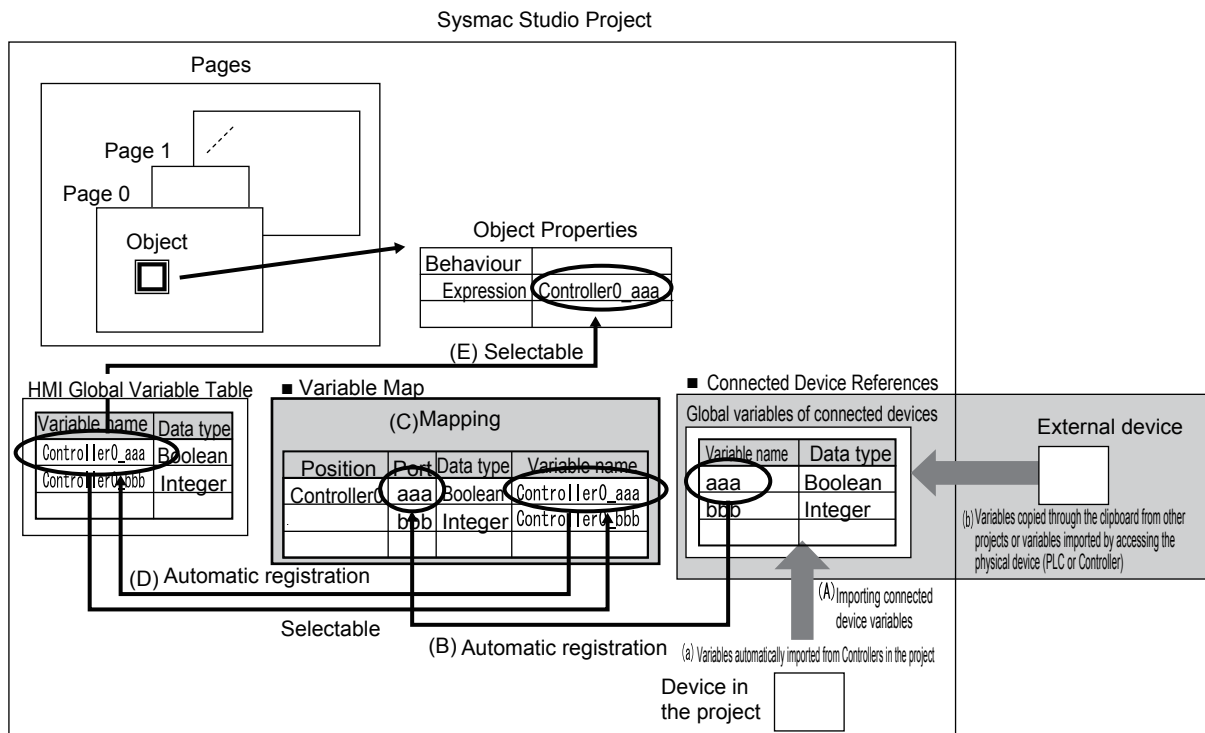 Sysmac Studio Project
Pages
Page 1
Page 0
Object
Object Properties
Behaviour
Expression Controller0_aaa
(E) Selectable
HMI Global Variable Table
Variable name Data type
Controller0_aaa Boolean
Controller0_bbb Integer
■ Variable Map
(C)Mapping
Position Port Data type Variable name
Controller0 aaa Boolean Controller0_aaa
bbb Integer Controller0_bbb
■ Connected Device References
Global variables of connected devices
Variable name Data type
aaa Boolean
bbb Integer
External device
(b) Variables copied through the clipboard from other
projects or variables imported by accessing the
physical device (PLC or Controller)
(D) Automatic registration
Selectable
(B) Automatic registration
(A) Importing connected
device variables
(a) Variables automatically imported from Controllers in the project
Device in
the project